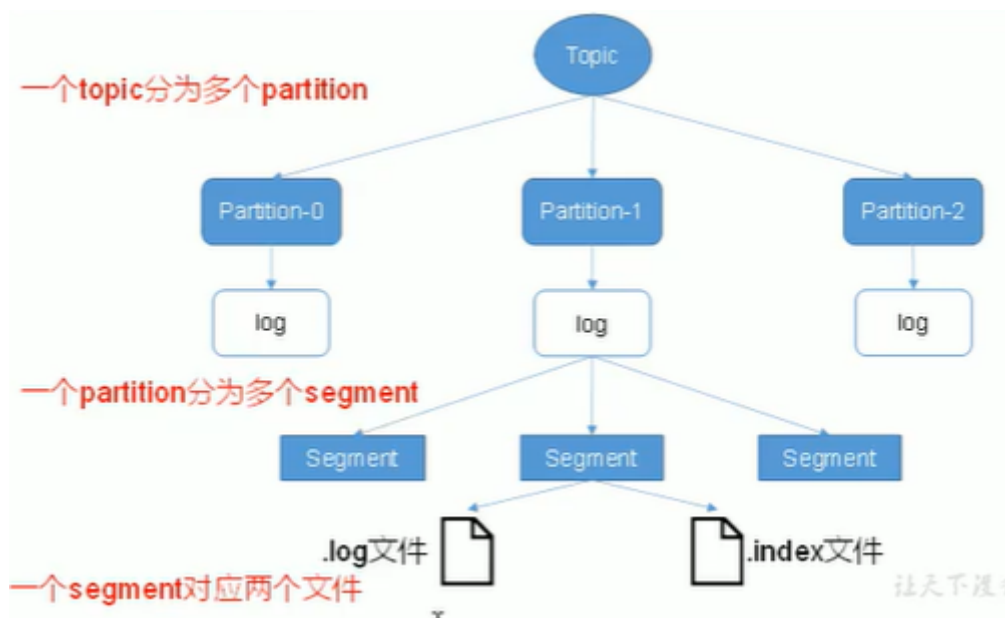 Topic
一个topic分为多个partition
Partition-0
Partition-1
Partition-2
log
log
log
一个partition分为多个segment
Segment
Segment
Segment
.log文件
.index文件
一个segment对应两个文件
让天下没